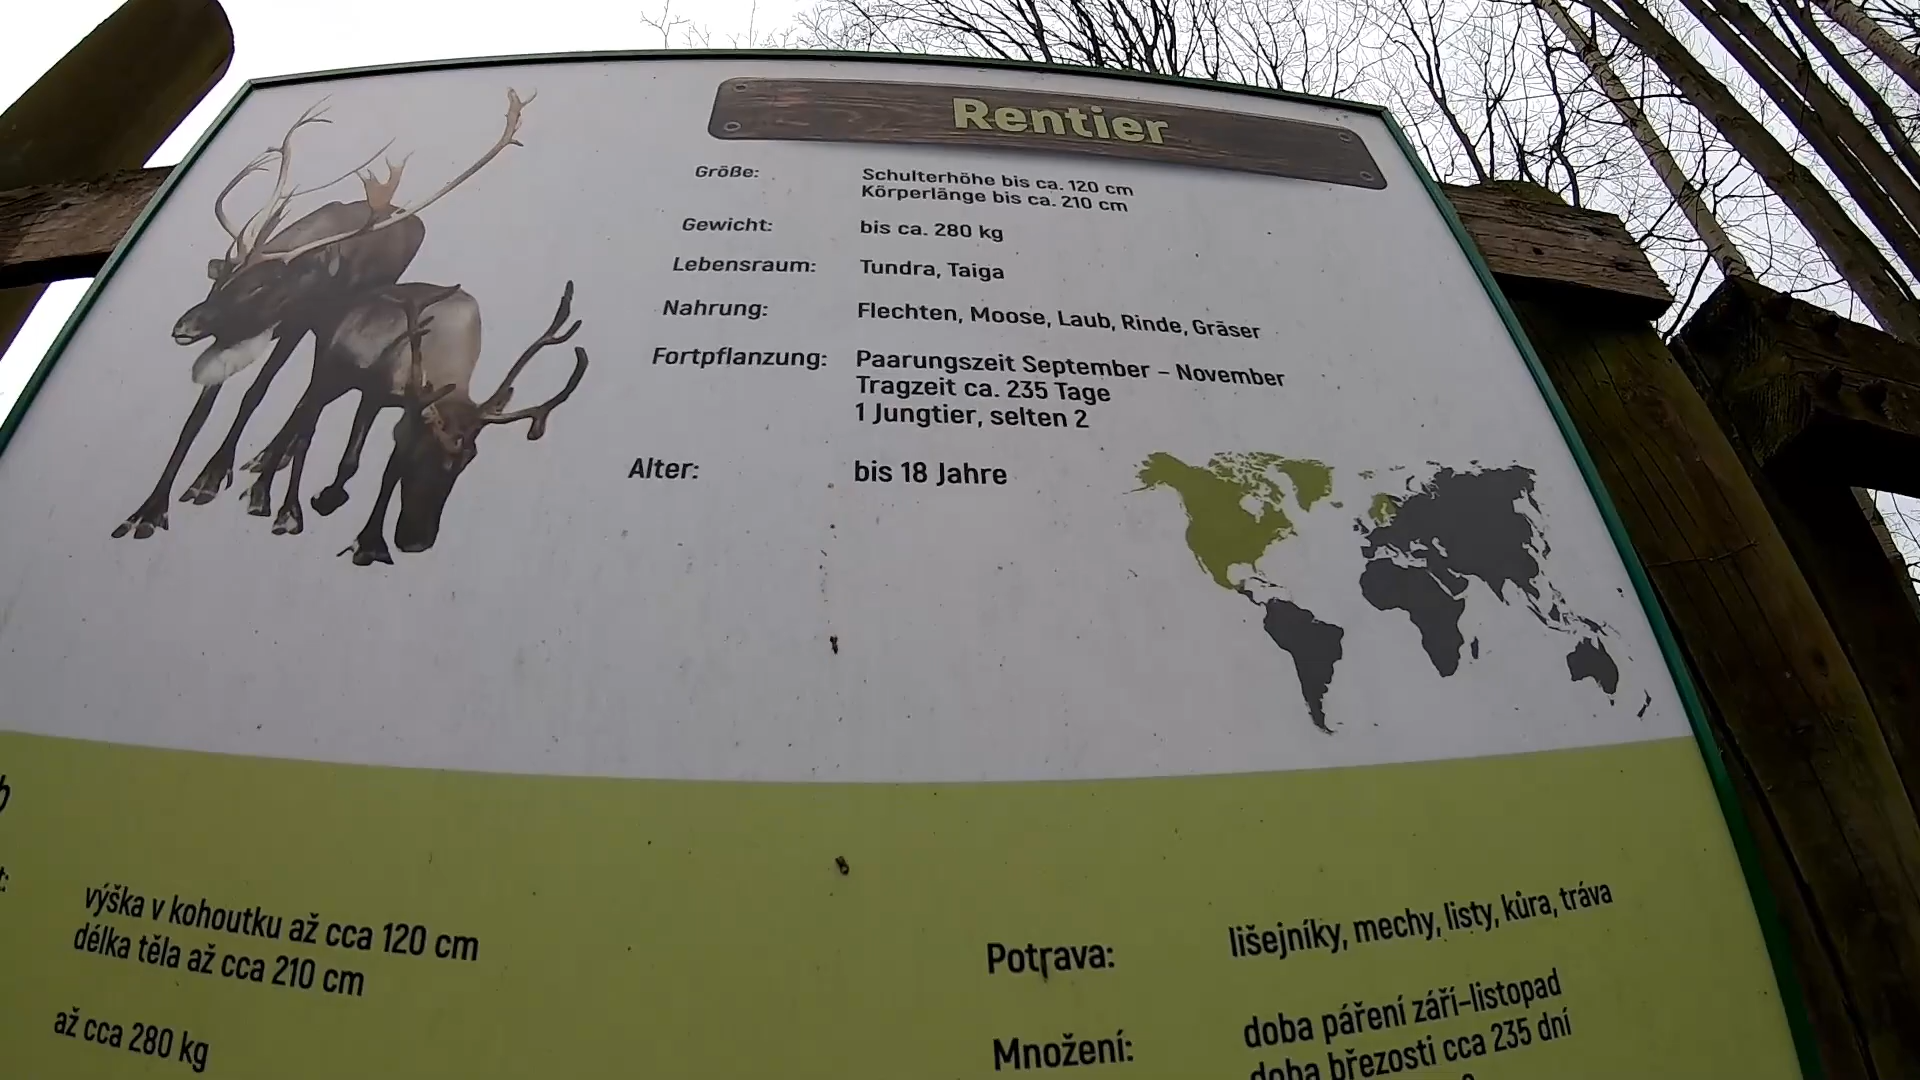 Rentier
Größe: Schulterhöhe bis ca. 120 cm
Körperlänge bis ca. 210 cm
Gewicht: bis ca. 280 kg
Lebensraum: Tundra, Taiga
Nahrung: Flechten, Moose, Laub, Rinde, Gräser
Fortpflanzung: Paarungszeit September – November
Tragzeit ca. 235 Tage
1 Jungtier, selten 2
Alter: bis 18 Jahre
výška v kohoutku až cca 120 cm
délka těla až cca 210 cm
až cca 280 kg
Potrava: lišejníky, mechy, listy, kůra, tráva
Množení: doba páření září–listopad
doba březosti cca 235 dní